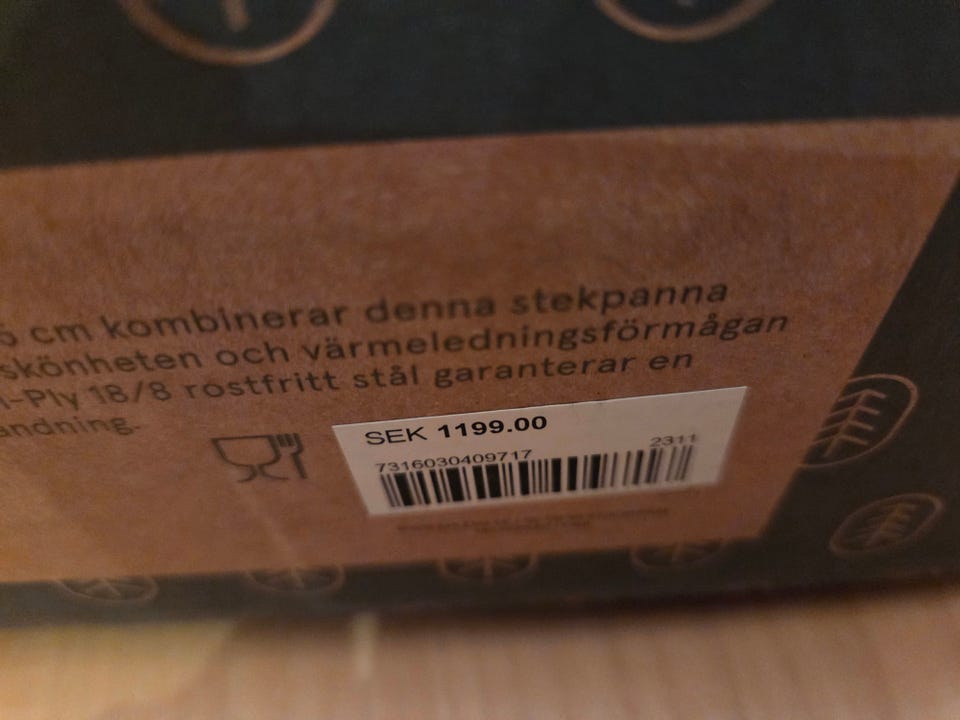 cm kombinerar denna stekpanna
skönheten och värmeledningsförmågan
-Ply 18/8 rostfritt stål garanterar en
andning.
SEK 1199.00
7316030409717
2311